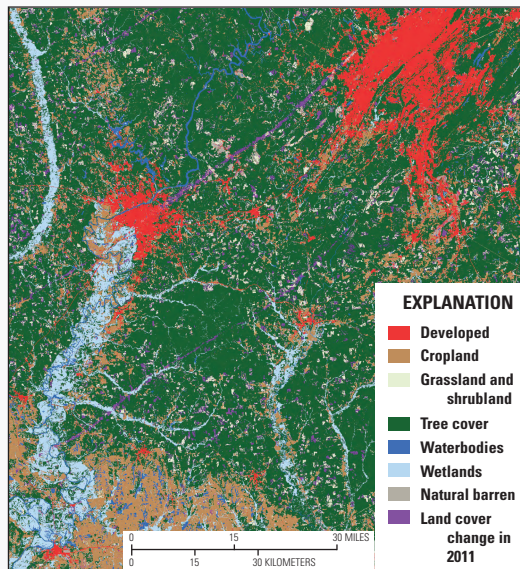 EXPLANATION
Developed
Cropland
Grassland and
shrubland
Tree cover
Waterbodies
Wetlands
Natural barren
Land cover
change in
2011
0 15 30 MILES
0 15 30 KILOMETERS